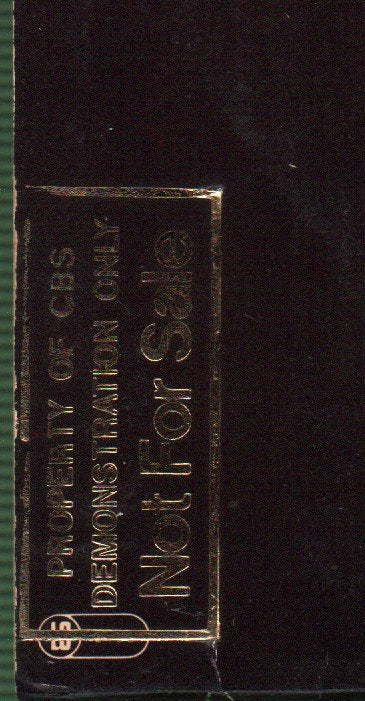 PROPERTY OF CBS
DEMONSTRATION ONLY
Not For Sale
CBS